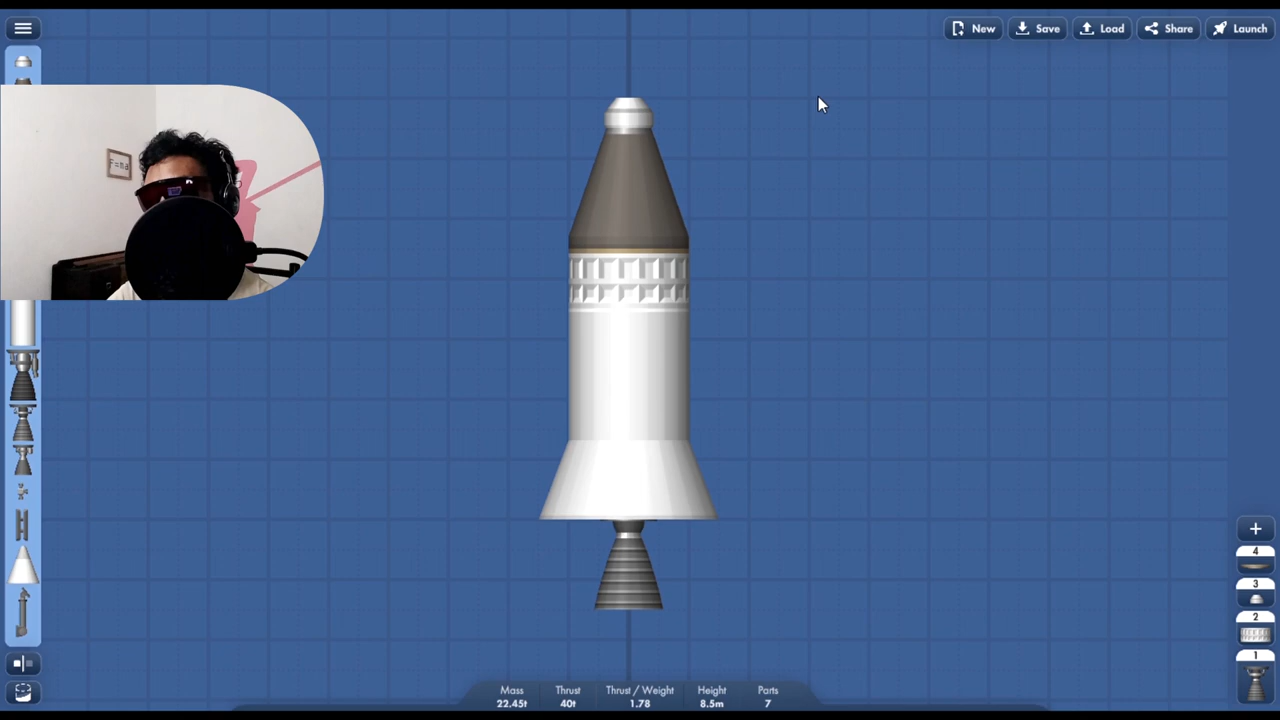 New
Save
Load
Share
Launch
F=ma
4
3
2
1
Mass
22.45t
Thrust
40t
Thrust / Weight
1.78
Height
8.5m
Parts
7